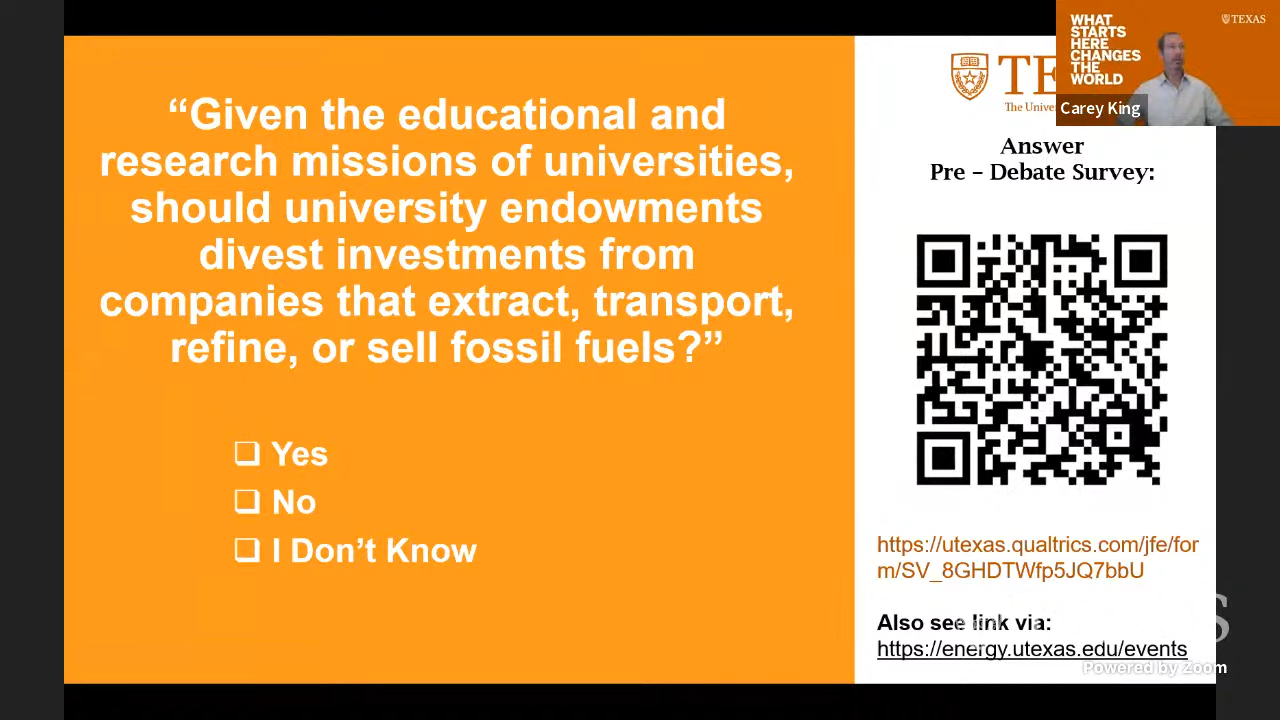 “Given the educational and
research missions of universities,
should university endowments
divest investments from
companies that extract, transport,
refine, or sell fossil fuels?”
❑ Yes
❑ No
❑ I Don’t Know
WHAT
STARTS
HERE
CHANGES
THE
WORLD
TEXAS
Carey King
The
Answer
Pre – Debate Survey:
https://utexas.qualtrics.com/jfe/for
m/SV_8GHDTWfp5JQ7bbU
Also see link via:
https://energy.utexas.edu/events
Powered by Zoom